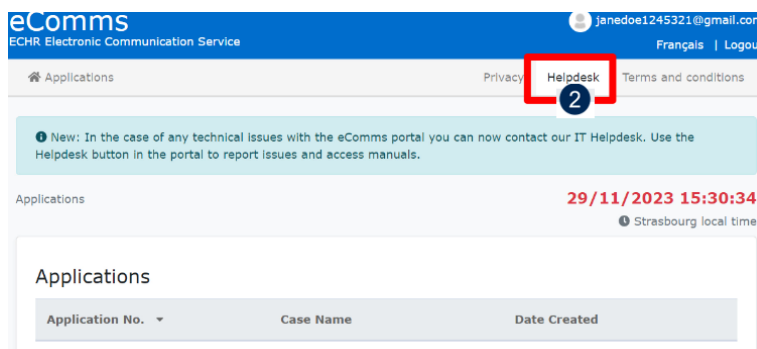 eComms
janedoe1245321@gmail.com
ECHR Electronic Communication Service
Français | Logou
Applications
Privacy Helpdesk Terms and conditions
2
New: In the case of any technical issues with the eComms portal you can now contact our IT Helpdesk. Use the
Helpdesk button in the portal to report issues and access manuals.
Applications
29/11/2023 15:30:34
Strasbourg local time
Applications
Application No. Case Name Date Created